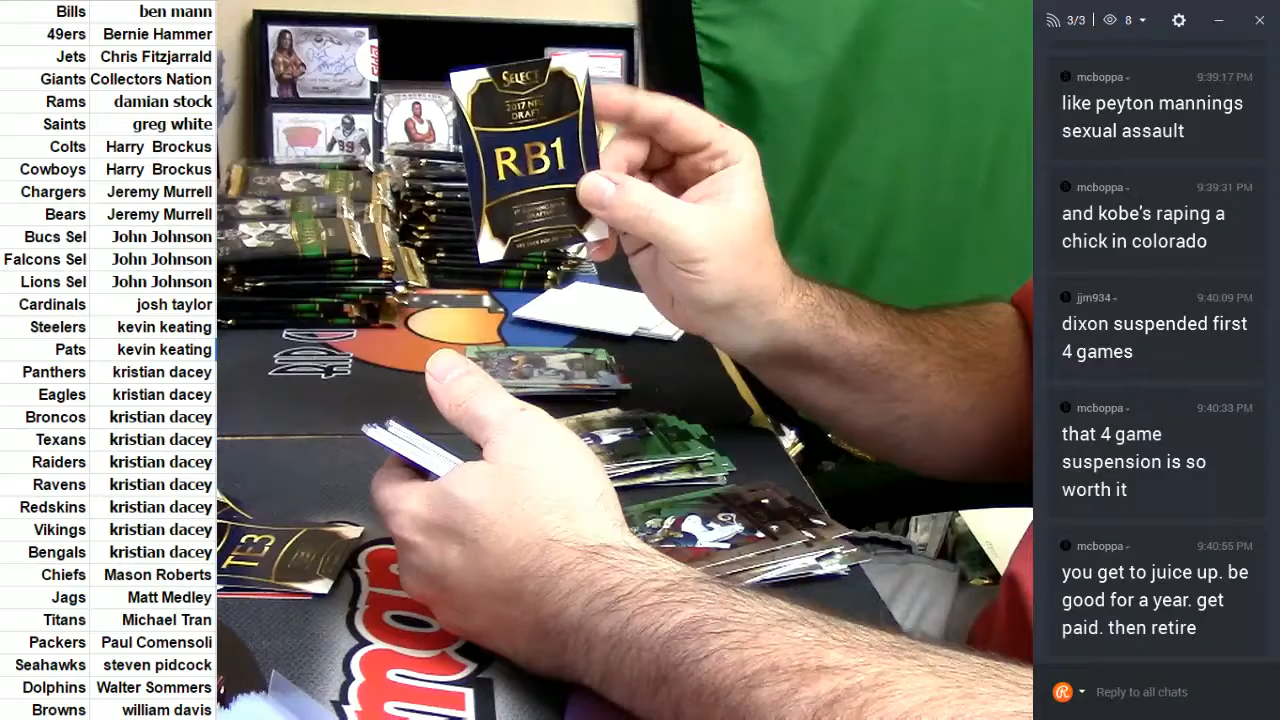 Bills ben mann
49ers Bernie Hammer
Jets Chris Fitzjarrald
Giants Collectors Nation
Rams damian stock
Saints greg white
Colts Harry Brockus
Cowboys Harry Brockus
Chargers Jeremy Murrell
Bears Jeremy Murrell
Bucs Sel John Johnson
Falcons Sel John Johnson
Lions Sel John Johnson
Cardinals josh taylor
Steelers kevin keating
Pats kevin keating
Panthers kristian dacey
Eagles kristian dacey
Broncos kristian dacey
Texans kristian dacey
Raiders kristian dacey
Ravens kristian dacey
Redskins kristian dacey
Vikings kristian dacey
Bengals kristian dacey
Chiefs Mason Roberts
Jags Matt Medley
Titans Michael Tran
Packers Paul Comensoli
Seahawks steven pidcock
Dolphins Walter Sommers
Browns william davis
SELECT
2017 NFL
DRAFT
RB1
1ST RUNNING BACK
DRAFTED
89
TE3
3/3
8
mcboppa 9:39:17 PM
like peyton mannings
sexual assault
mcboppa 9:39:31 PM
and kobe's raping a
chick in colorado
jjm934 9:40:09 PM
dixon suspended first
4 games
mcboppa 9:40:33 PM
that 4 game
suspension is so
worth it
mcboppa 9:40:55 PM
you get to juice up. be
good for a year. get
paid. then retire
Reply to all chats